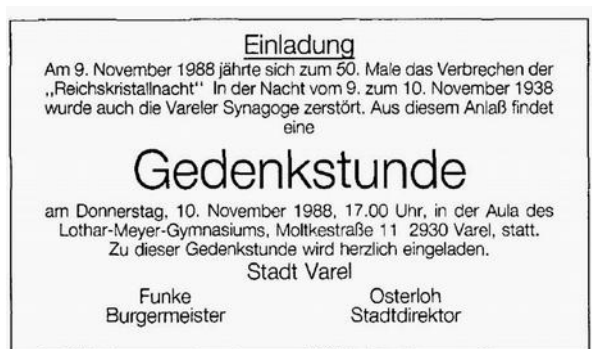 Einladung
Am 9. November 1988 jährte sich zum 50. Male das Verbrechen der
„Reichskristallnacht“ In der Nacht vom 9. zum 10. November 1938
wurde auch die Vareler Synagoge zerstört. Aus diesem Anlaß findet
eine
Gedenkstunde
am Donnerstag, 10. November 1988, 17.00 Uhr, in der Aula des
Lothar-Meyer-Gymnasiums, Moltkestraße 11 2930 Varel, statt.
Zu dieser Gedenkstunde wird herzlich eingeladen.
Stadt Varel
Funke Osterloh
Burgermeister Stadtdirektor